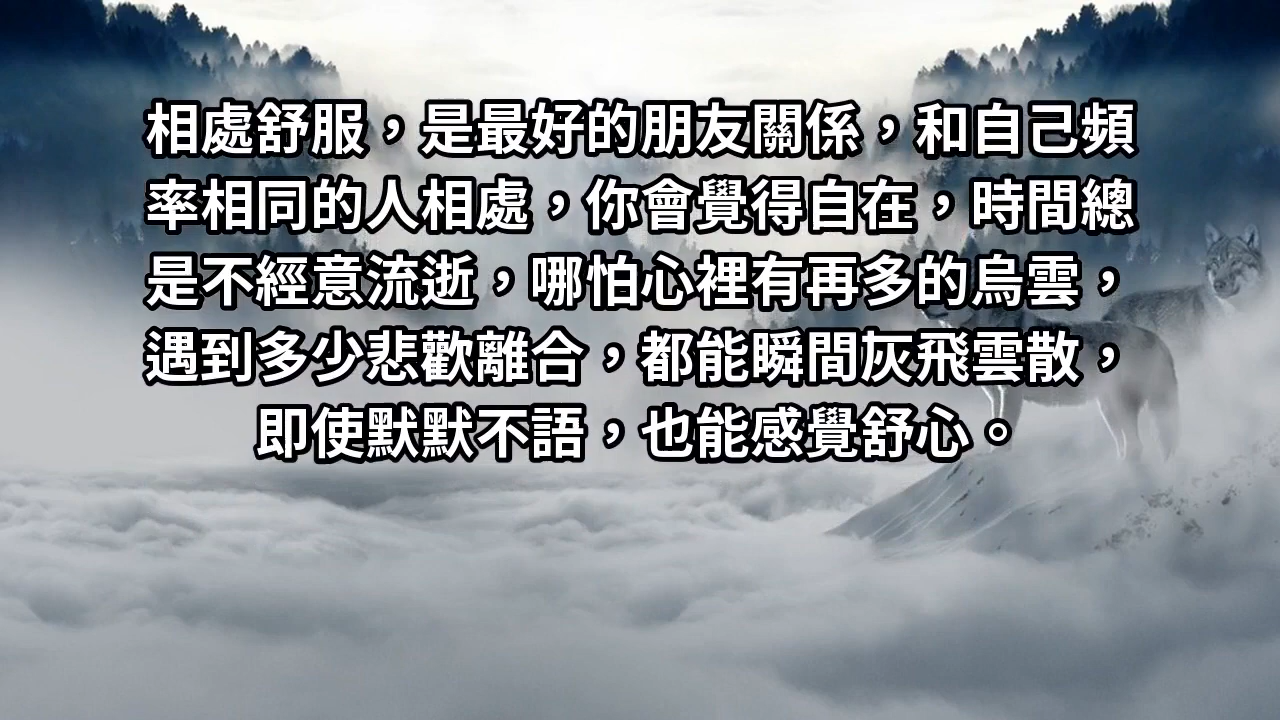 相處舒服，是最好的朋友關係，和自己頻
率相同的人相處，你會覺得自在，時間總
是不經意流逝，哪怕心裡有再多的烏雲，
遇到多少悲歡離合，都能瞬間灰飛雲散，
即使默默不語，也能感覺舒心。